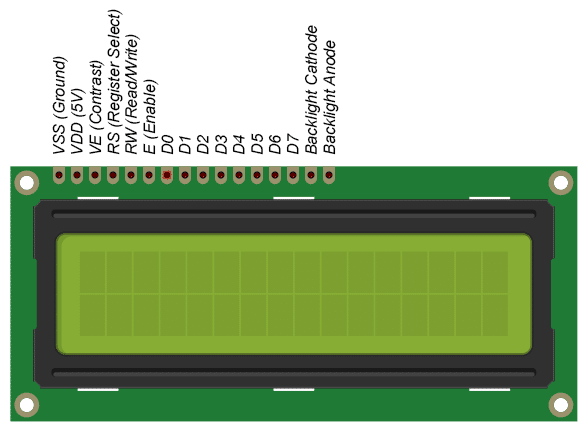 VSS (Ground)
VDD (5V)
VE (Contrast)
RS (Register Select)
RW (Read/Write)
E (Enable)
D0
D1
D2
D3
D4
D5
D6
D7
Backlight Cathode
Backlight Anode